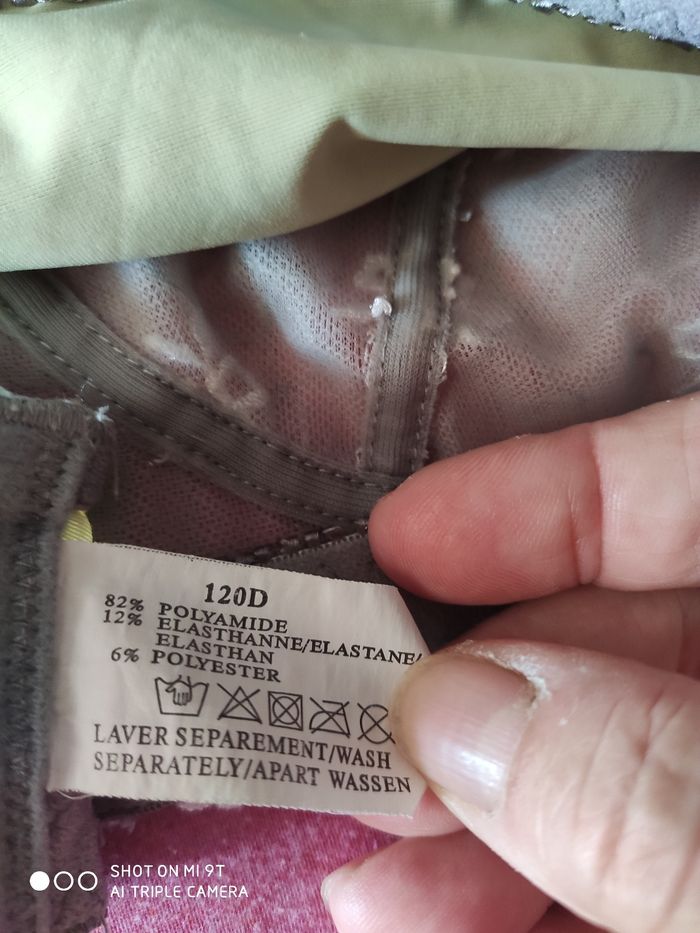 120D
82% POLYAMIDE
12% ELASTHANNE/ELASTANE/
ELASTHAN
6% POLYESTER
LAVER SEPAREMENT/WASH
SEPARATELY/APART WASSEN
SHOT ON MI 9T
AI TRIPLE CAMERA